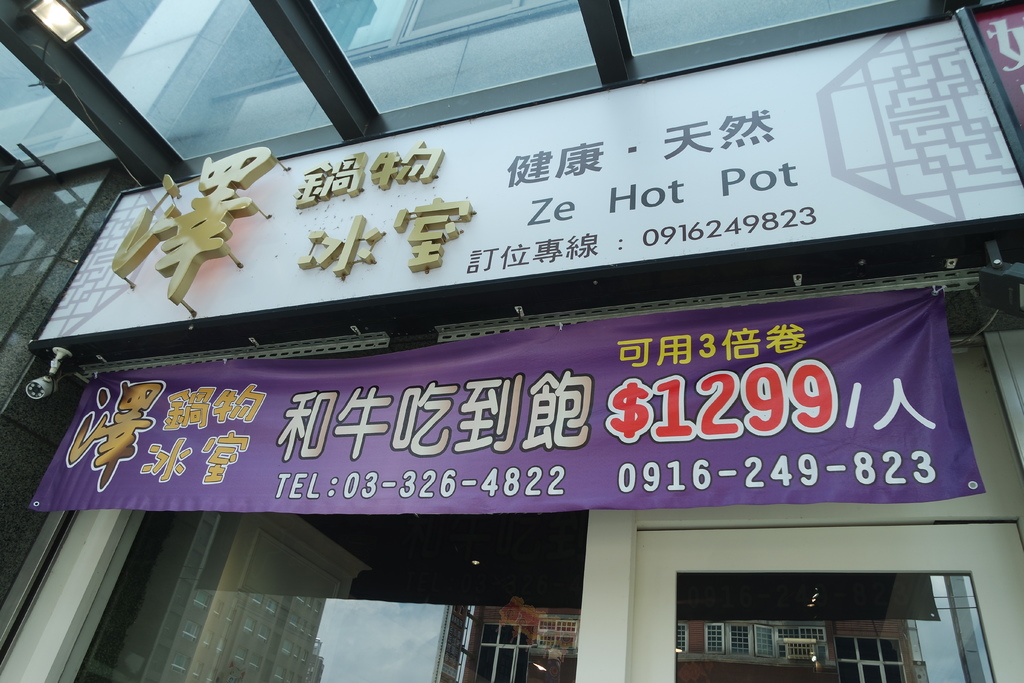 澤 鍋物
冰室
健康・天然
Ze Hot Pot
訂位專線：0916249823
澤 鍋物
冰室
和牛吃到飽
可用3倍卷
$1299/人
TEL:03-326-4822 0916-249-823